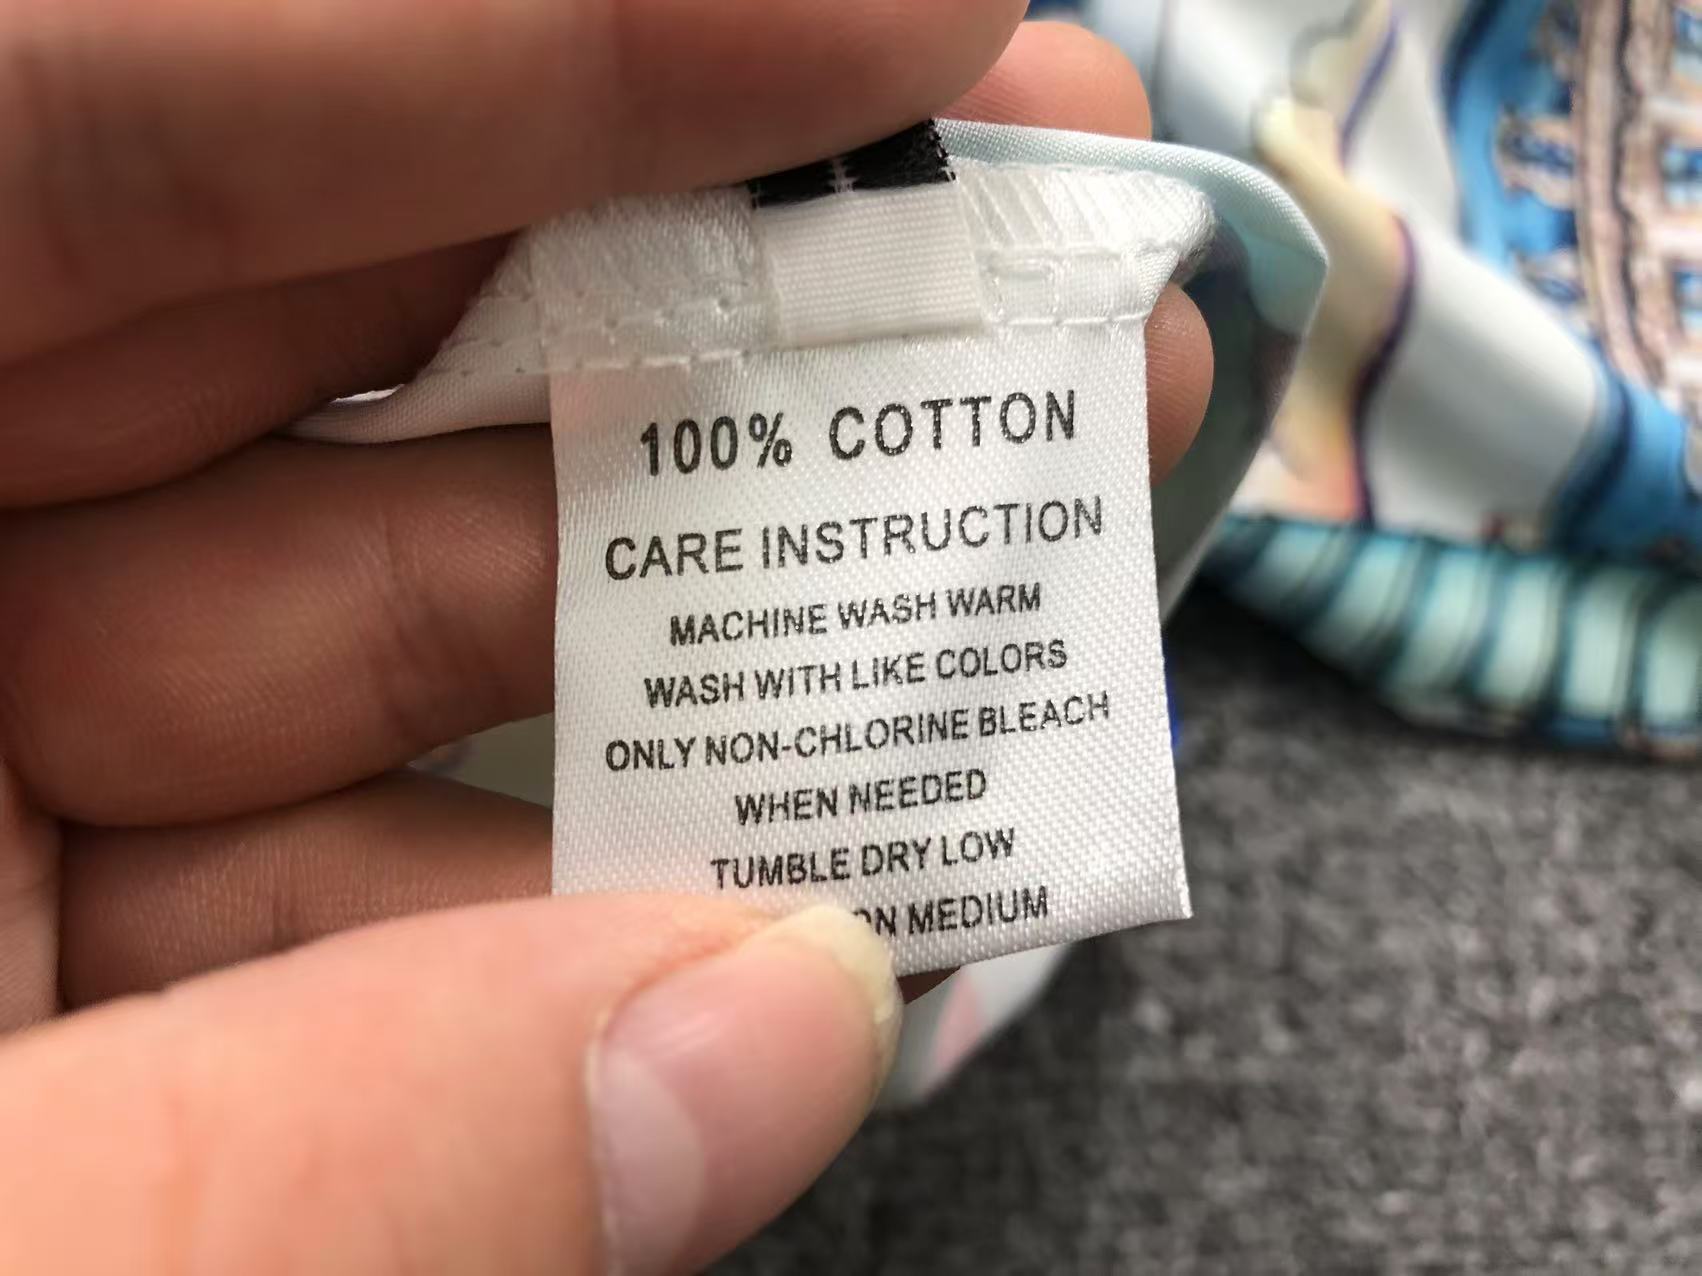 100% COTTON
CARE INSTRUCTION
MACHINE WASH WARM
WASH WITH LIKE COLORS
ONLY NON-CHLORINE BLEACH
WHEN NEEDED
TUMBLE DRY LOW
ON MEDIUM